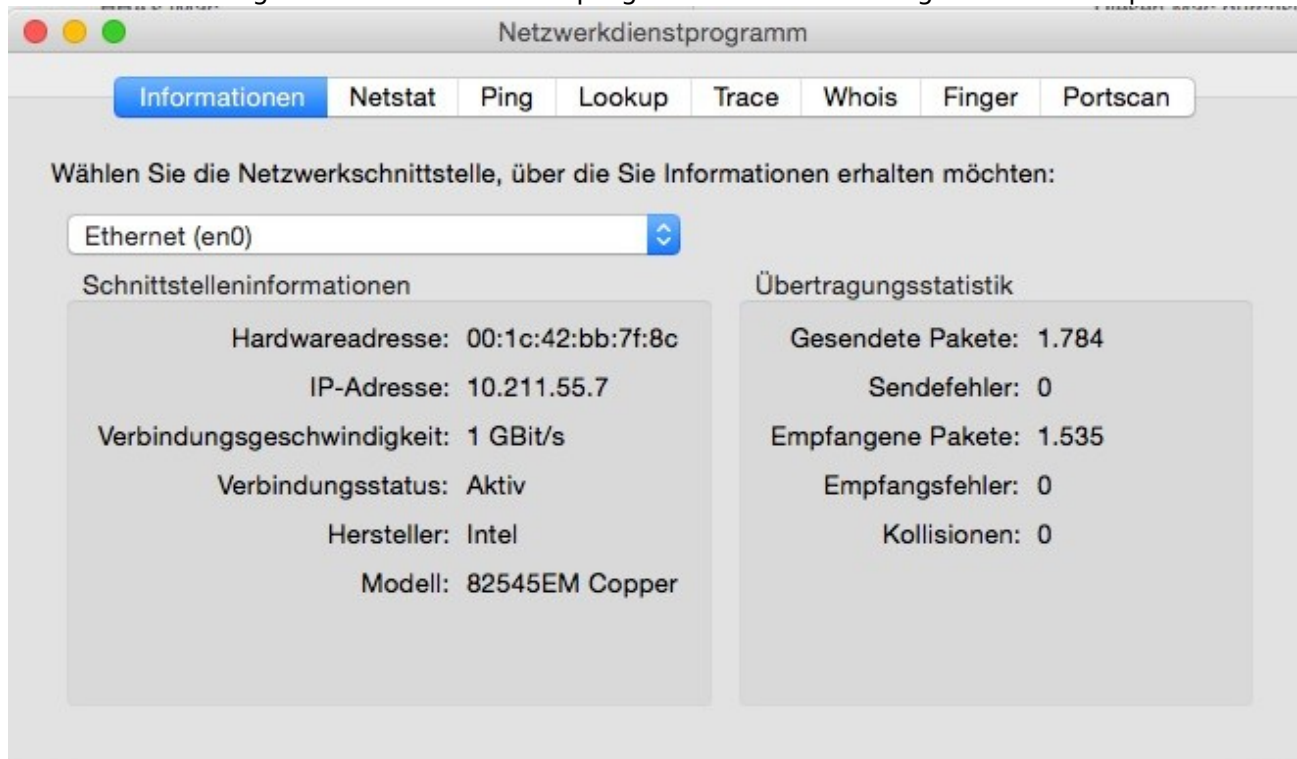 Netzwerkdienstprogramm
Informationen Netstat Ping Lookup Trace Whois Finger Portscan
Wählen Sie die Netzwerkschnittstelle, über die Sie Informationen erhalten möchten:
Ethernet (en0)
Schnittstelleninformationen
Hardwareadresse: 00:1c:42:bb:7f:8c
IP-Adresse: 10.211.55.7
Verbindungsgeschwindigkeit: 1 GBit/s
Verbindungsstatus: Aktiv
Hersteller: Intel
Modell: 82545EM Copper
Übertragungsstatistik
Gesendete Pakete: 1.784
Sendefehler: 0
Empfangene Pakete: 1.535
Empfangsfehler: 0
Kollisionen: 0